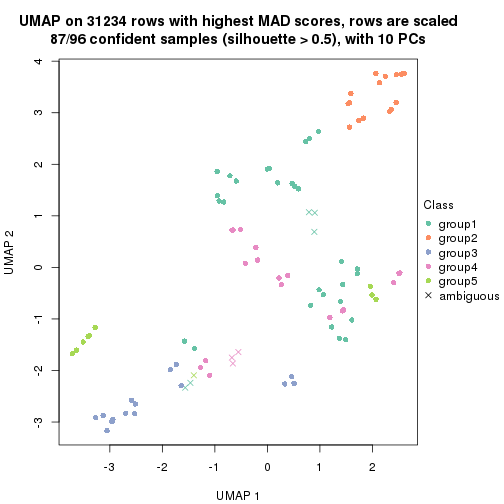 UMAP on 31234 rows with highest MAD scores, rows are scaled
87/96 confident samples (silhouette > 0.5), with 10 PCs
4
3
2
1
0
-1
-2
-3
UMAP 2
-3
-2
-1
0
1
2
UMAP 1
Class
group1
group2
group3
group4
group5
ambiguous